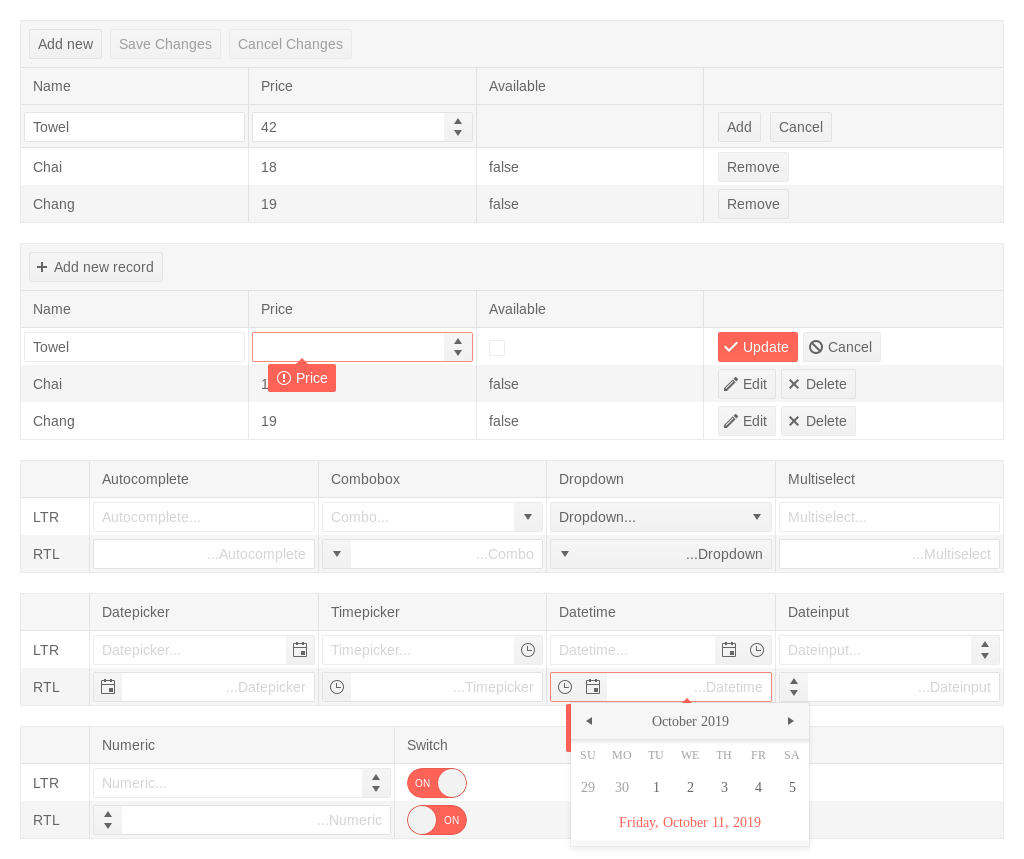 Add new Save Changes Cancel Changes
Name Price Available
Towel 42 Add Cancel
Chai 18 false Remove
Chang 19 false Remove
Add new record
Name Price Available
Towel Update Cancel
Chai 1 Price false Edit Delete
Chang 19 false Edit Delete
Autocomplete Combobox Dropdown Multiselect
LTR Autocomplete... Combo... Dropdown... Multiselect...
RTL ...Autocomplete ...Combo ...Dropdown ...Multiselect
Datepicker Timepicker Datetime Dateinput
LTR Datepicker... Timepicker... Datetime... Dateinput...
RTL ...Datepicker ...Timepicker ...Datetime ...Dateinput
October 2019
Numeric Switch
SU MO TU WE TH FR SA
LTR Numeric... ON
29 30 1 2 3 4 5
RTL ...Numeric ON
Friday, October 11, 2019